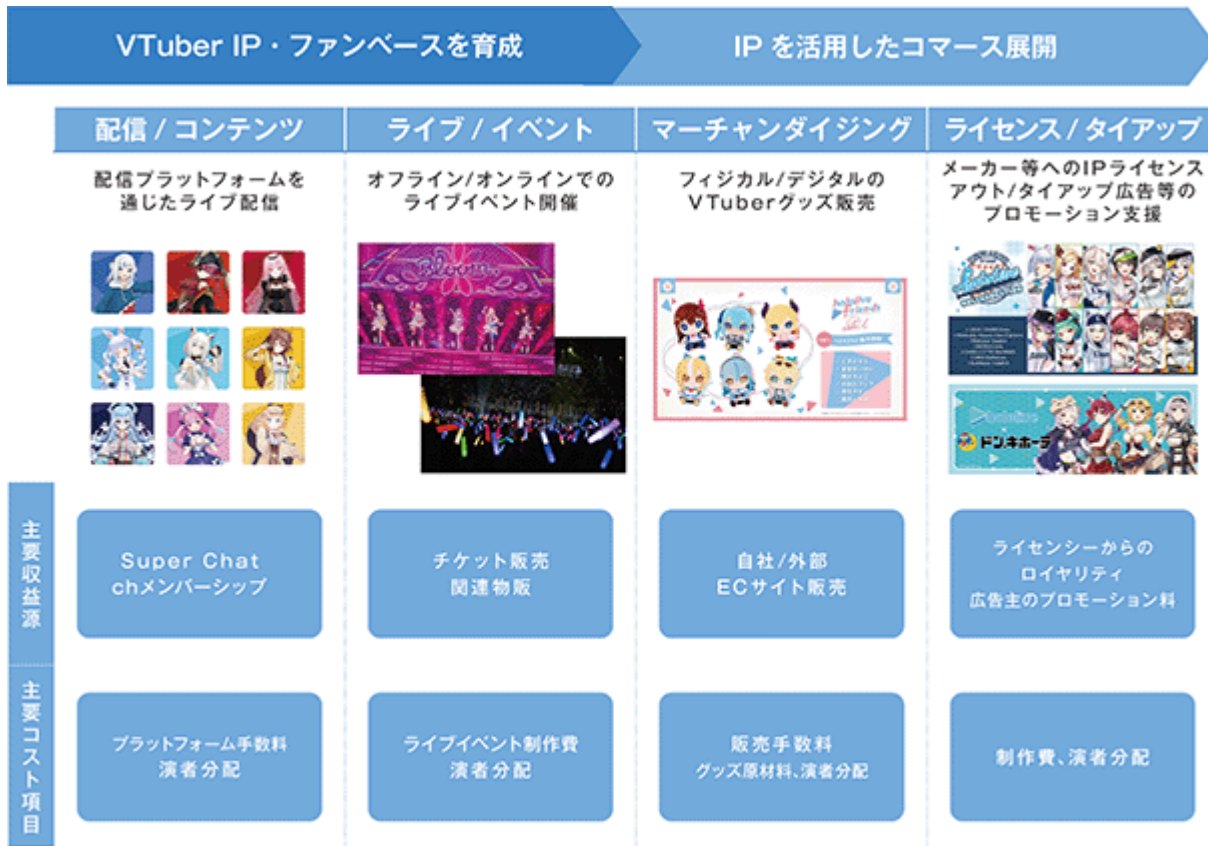 VTuber IP・ファンベースを育成
IP を活用したコマース展開
配信 / コンテンツ
ライブ / イベント
マーチャンダイジング
ライセンス / タイアップ
配信プラットフォームを
通じたライブ配信
オフライン/オンラインでの
ライブイベント開催
フィジカル/デジタルの
VTuberグッズ販売
メーカー等へのIPライセンス
アウト/タイアップ広告等の
プロモーション支援
Bloom,
hololive
ドン.キホーテ
主要収益源
Super Chat
chメンバーシップ
チケット販売
関連物販
自社/外部
ECサイト販売
ライセンシーからの
ロイヤリティ
広告主のプロモーション料
主要コスト項目
プラットフォーム手数料
演者分配
ライブイベント制作費
演者分配
販売手数料
グッズ原材料、演者分配
制作費、演者分配